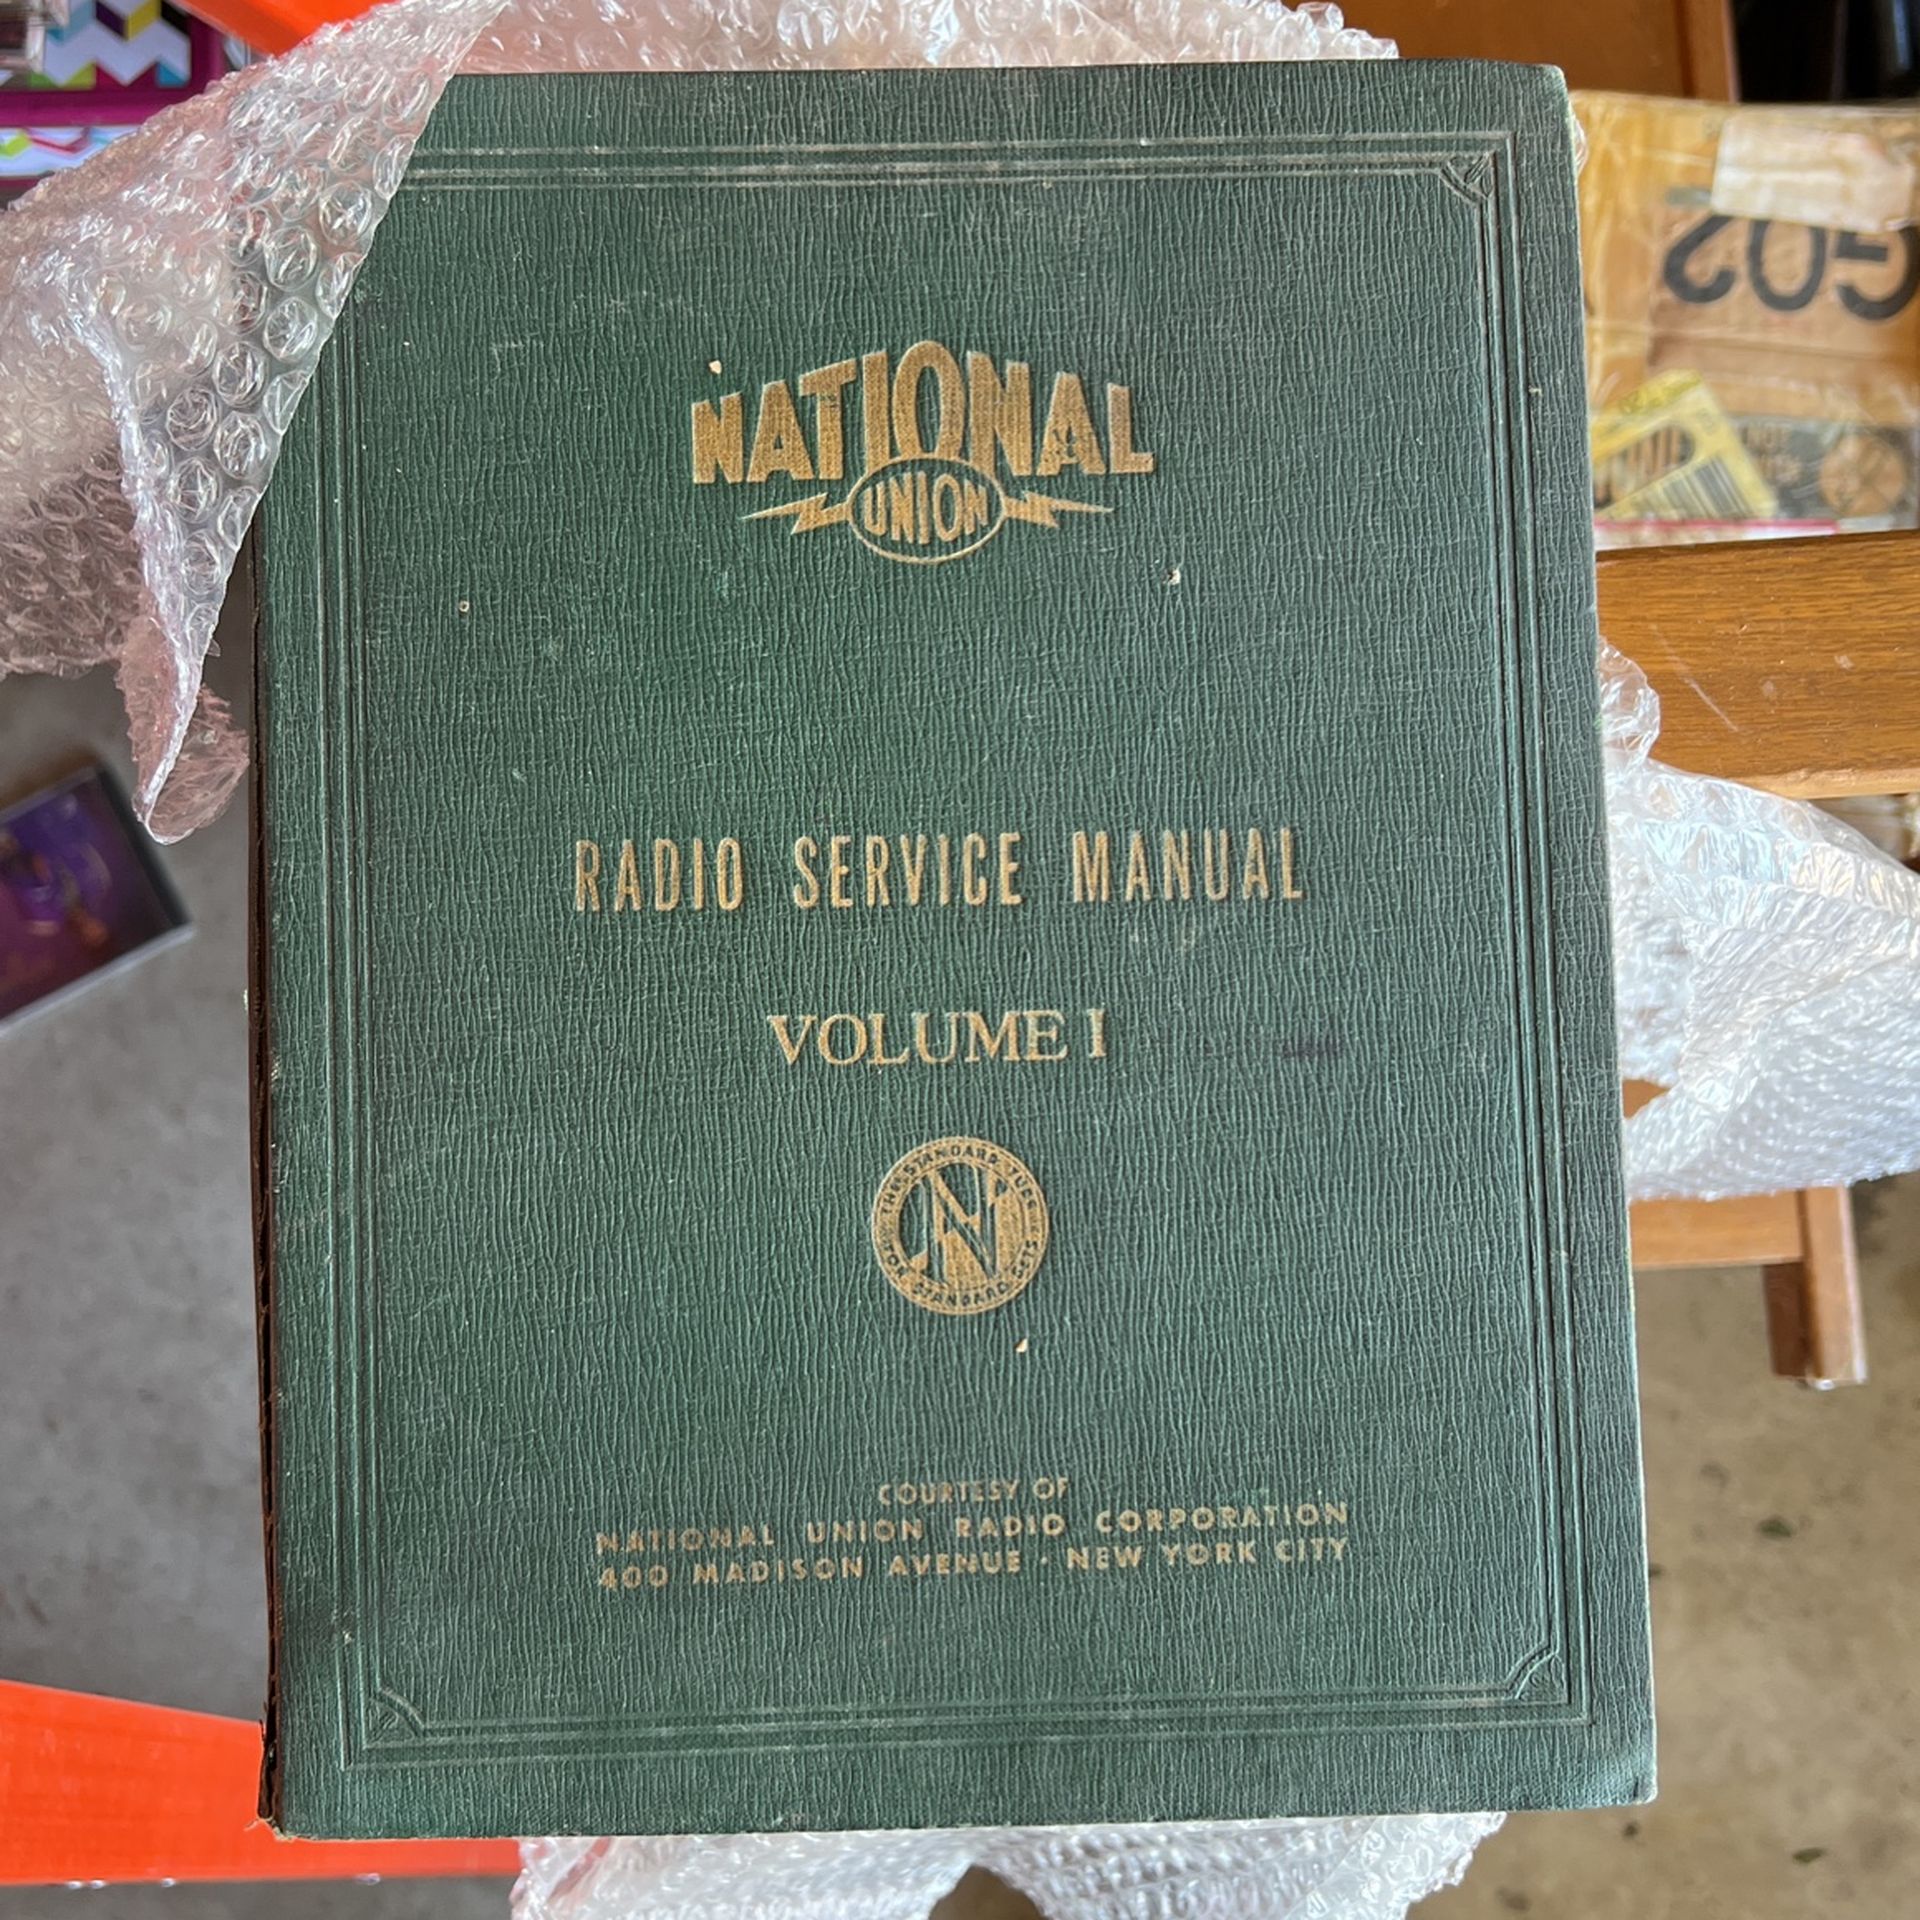 NATIONAL
UNION
RADIO SERVICE MANUAL
VOLUME I
THE STANDARD TUBE
N
FOR STANDARD SETS
COURTESY OF
NATIONAL UNION RADIO CORPORATION
400 MADISON AVENUE · NEW YORK CITY
GO2